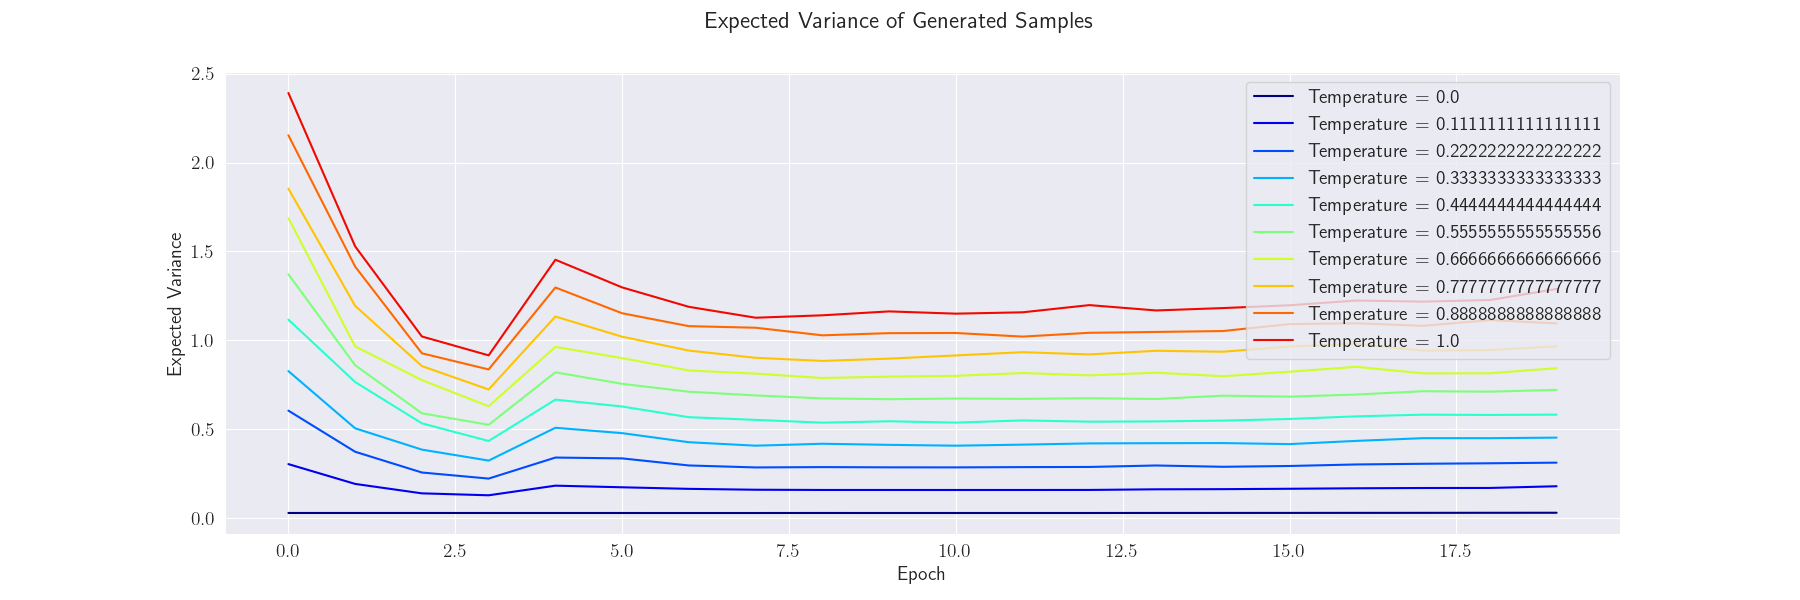 Expected Variance of Generated Samples
2.5
2.0
1.5
1.0
0.5
0.0
Expected Variance
Temperature = 0.0
Temperature = 0.1111111111111111
Temperature = 0.2222222222222222
Temperature = 0.3333333333333333
Temperature = 0.4444444444444444
Temperature = 0.5555555555555556
Temperature = 0.6666666666666666
Temperature = 0.7777777777777777
Temperature = 0.8888888888888888
Temperature = 1.0
0.0 2.5 5.0 7.5 10.0 12.5 15.0 17.5
Epoch